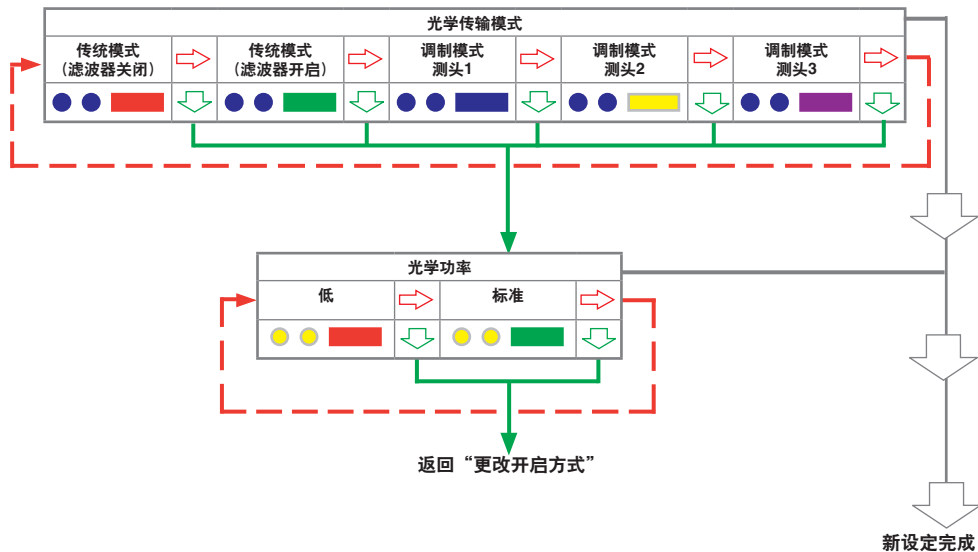 光学传输模式
传统模式
（滤波器关闭）
传统模式
（滤波器开启）
调制模式
测头1
调制模式
测头2
调制模式
测头3
光学功率
低
标准
返回“更改开启方式”
新设定完成